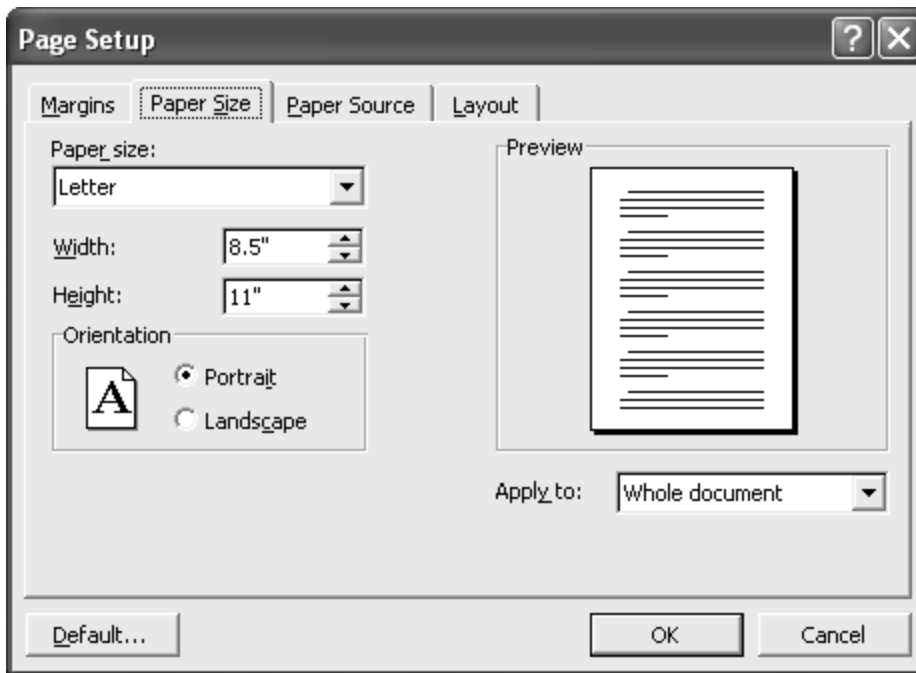 Page Setup
Margins Paper Size Paper Source Layout
Paper size:
Letter
Width: 8.5"
Height: 11"
Orientation
A
Portrait
Landscape
Preview
Apply to: Whole document
Default... OK Cancel